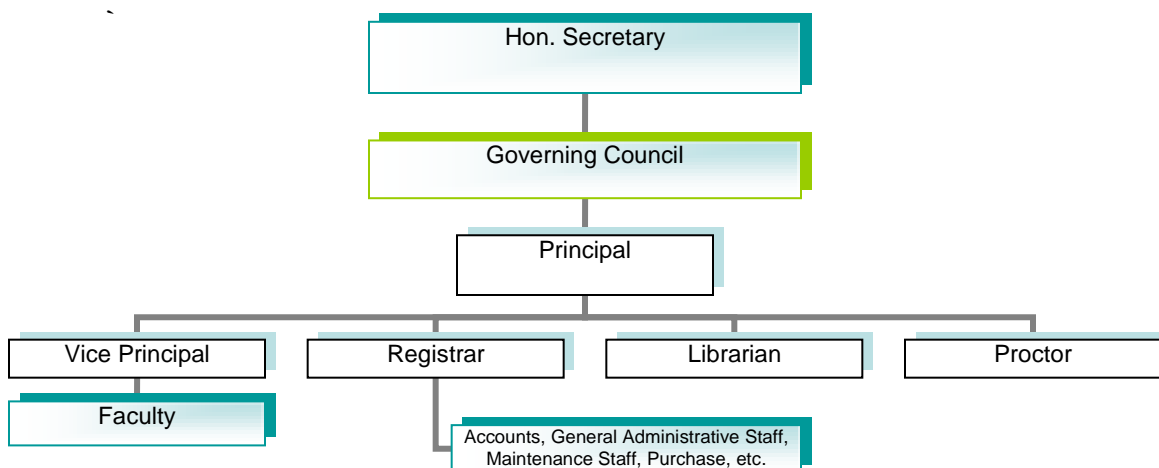 `
Hon. Secretary
Governing Council
Principal
Vice Principal
Registrar
Librarian
Proctor
Faculty
Accounts, General Administrative Staff,
Maintenance Staff, Purchase, etc.